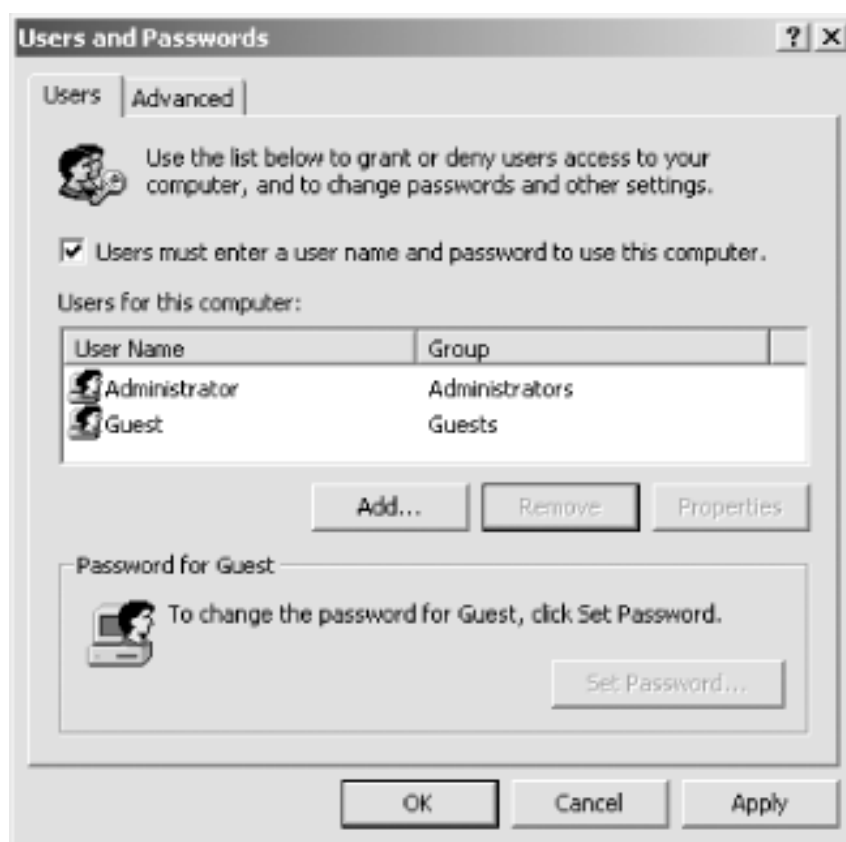 Users and Passwords
Users
Advanced
Use the list below to grant or deny users access to your
computer, and to change passwords and other settings.
Users must enter a user name and password to use this computer.
Users for this computer:
User Name Group
Administrator Administrators
Guest Guests
Add... Remove Properties
Password for Guest
To change the password for Guest, click Set Password.
Set Password...
OK Cancel Apply